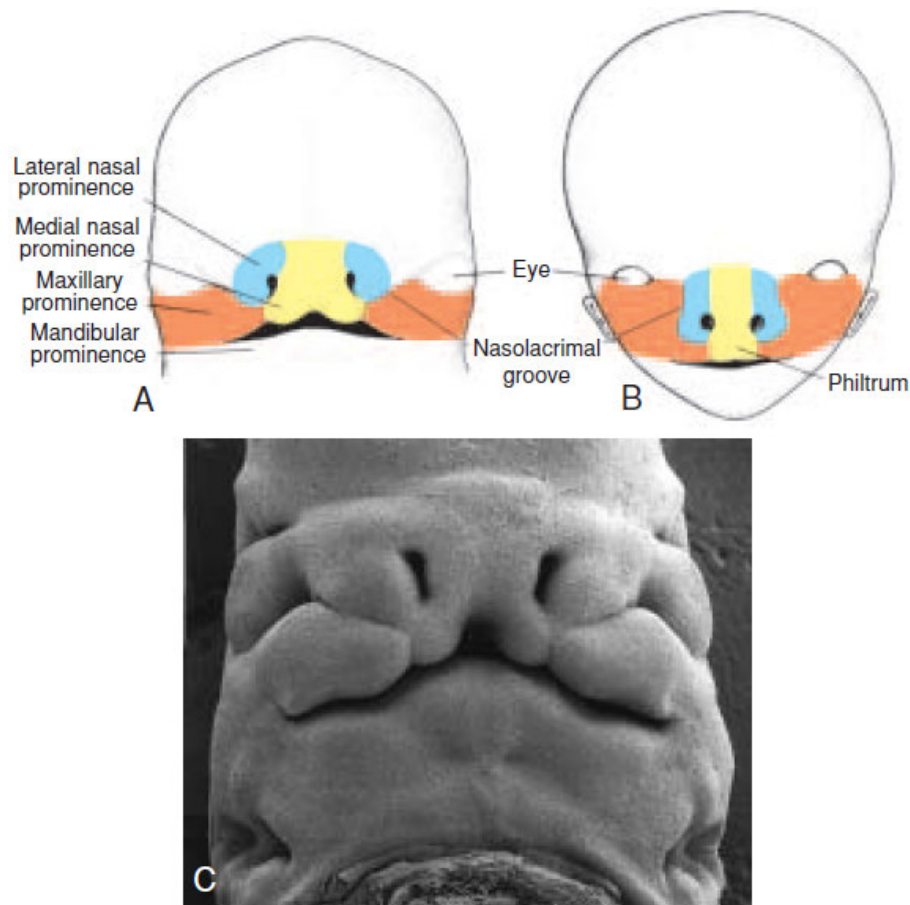 Lateral nasal
prominence
Medial nasal
prominence
Maxillary
prominence
Mandibular
prominence
A
Eye
Nasolacrimal
groove
B
Philtrum
C